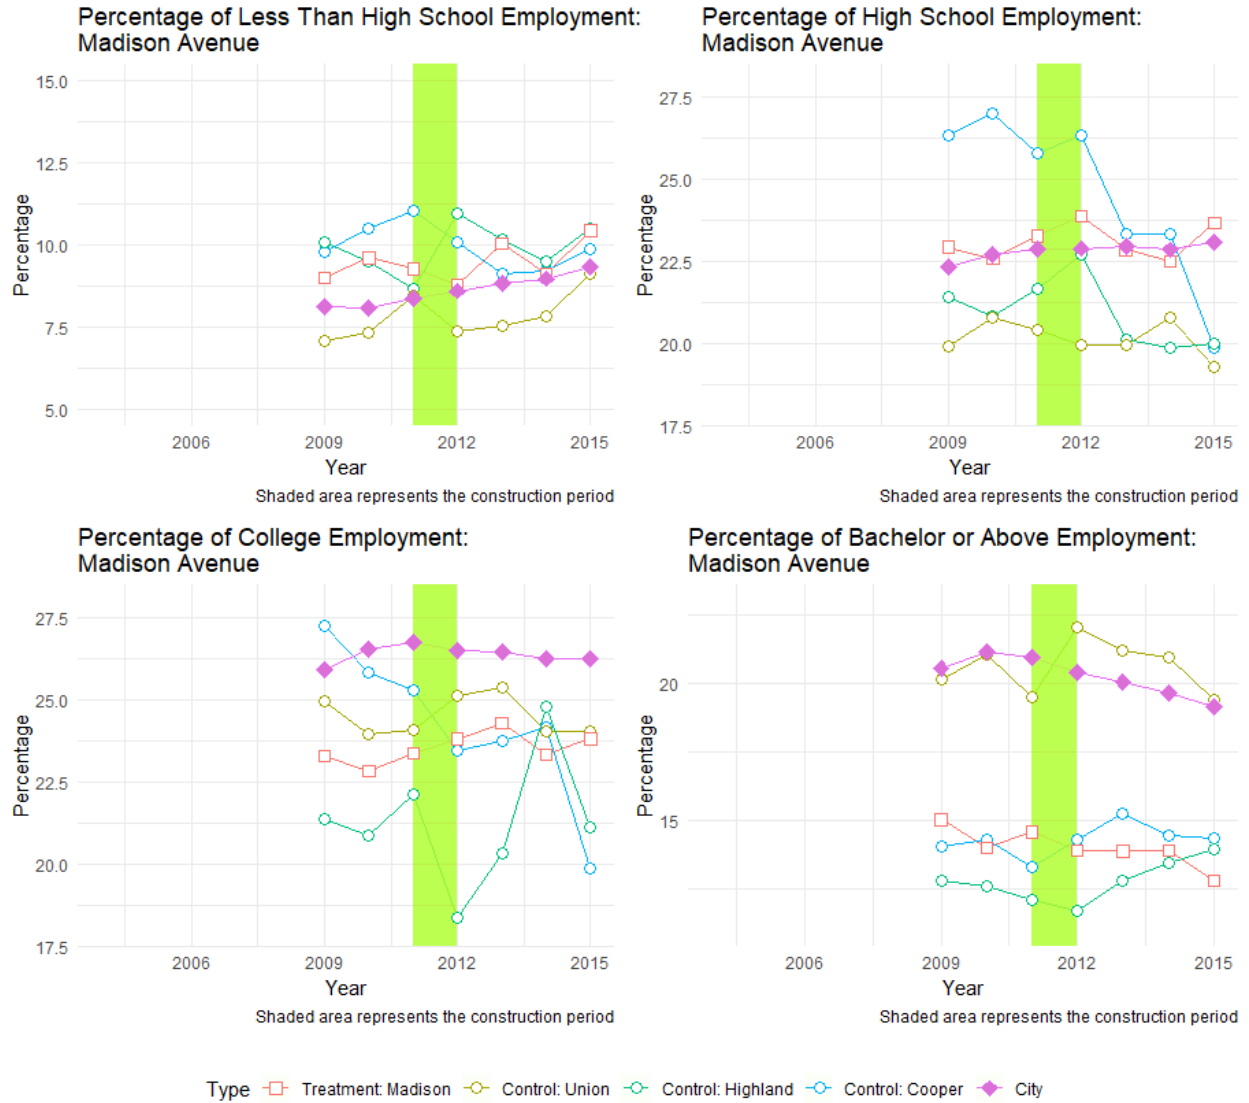 Percentage of Less Than High School Employment:
Madison Avenue
15.0
12.5
10.0
7.5
5.0
Percentage
2006 2009 2012 2015
Year
Shaded area represents the construction period
Percentage of High School Employment:
Madison Avenue
27.5
25.0
22.5
20.0
17.5
Percentage
2006 2009 2012 2015
Year
Shaded area represents the construction period
Percentage of College Employment:
Madison Avenue
27.5
25.0
22.5
20.0
17.5
Percentage
2006 2009 2012 2015
Year
Shaded area represents the construction period
Percentage of Bachelor or Above Employment:
Madison Avenue
20
15
Percentage
2006 2009 2012 2015
Year
Shaded area represents the construction period
Type Treatment: Madison Control: Union Control: Highland Control: Cooper City